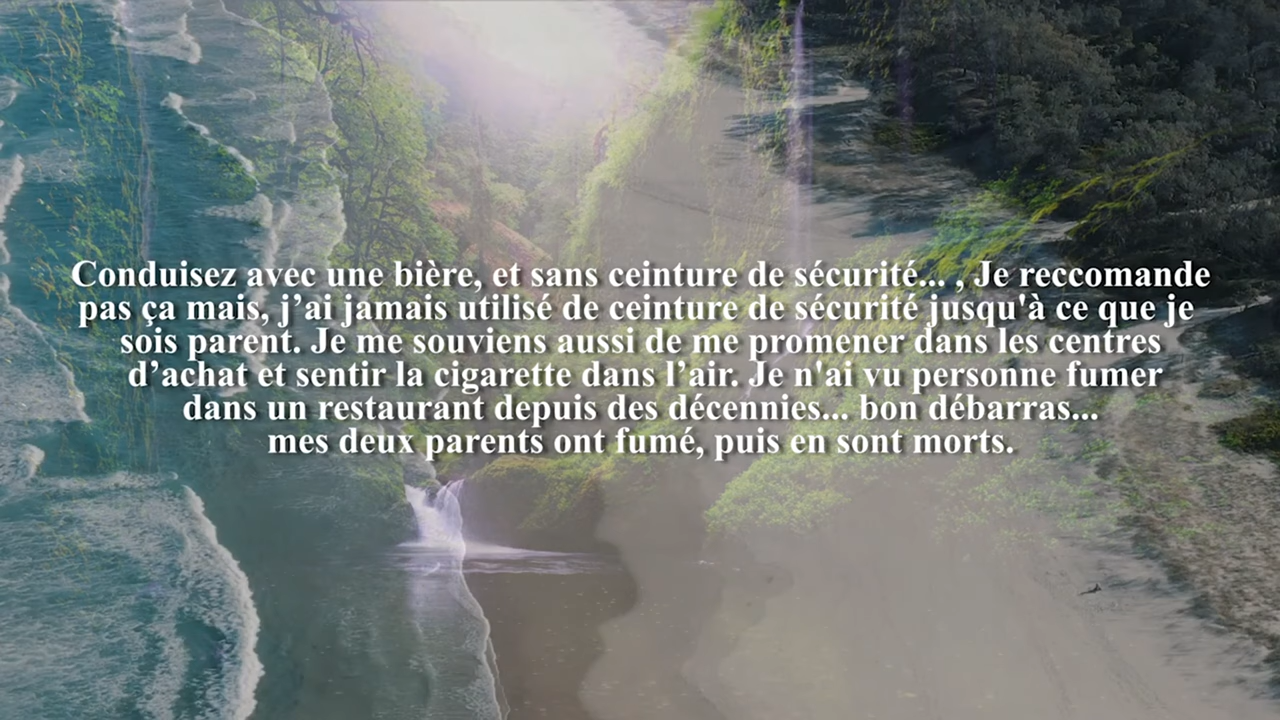 Conduisez avec une bière, et sans ceinture de sécurité... , Je reccomande
pas ça mais, j’ai jamais utilisé de ceinture de sécurité jusqu'à ce que je
sois parent. Je me souviens aussi de me promener dans les centres
d’achat et sentir la cigarette dans l’air. Je n'ai vu personne fumer
dans un restaurant depuis des décennies... bon débarras...
mes deux parents ont fumé, puis en sont morts.